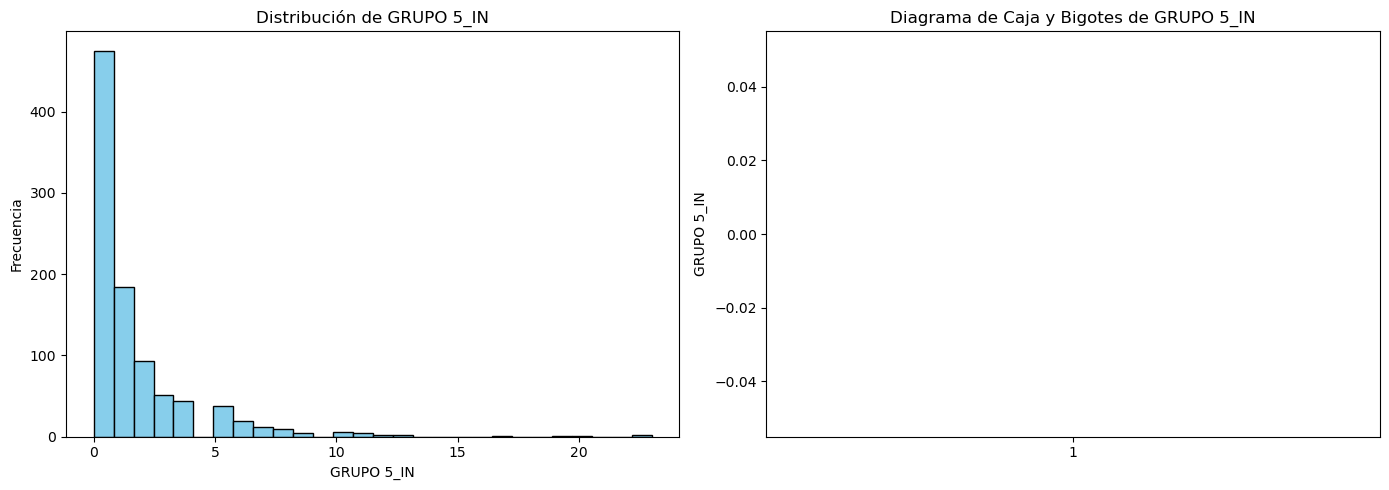 Distribución de GRUPO 5_IN
Frecuencia
400
300
200
100
0
0 5 10 15 20
GRUPO 5_IN
Diagrama de Caja y Bigotes de GRUPO 5_IN
GRUPO 5_IN
0.04
0.02
0.00
−0.02
−0.04
1